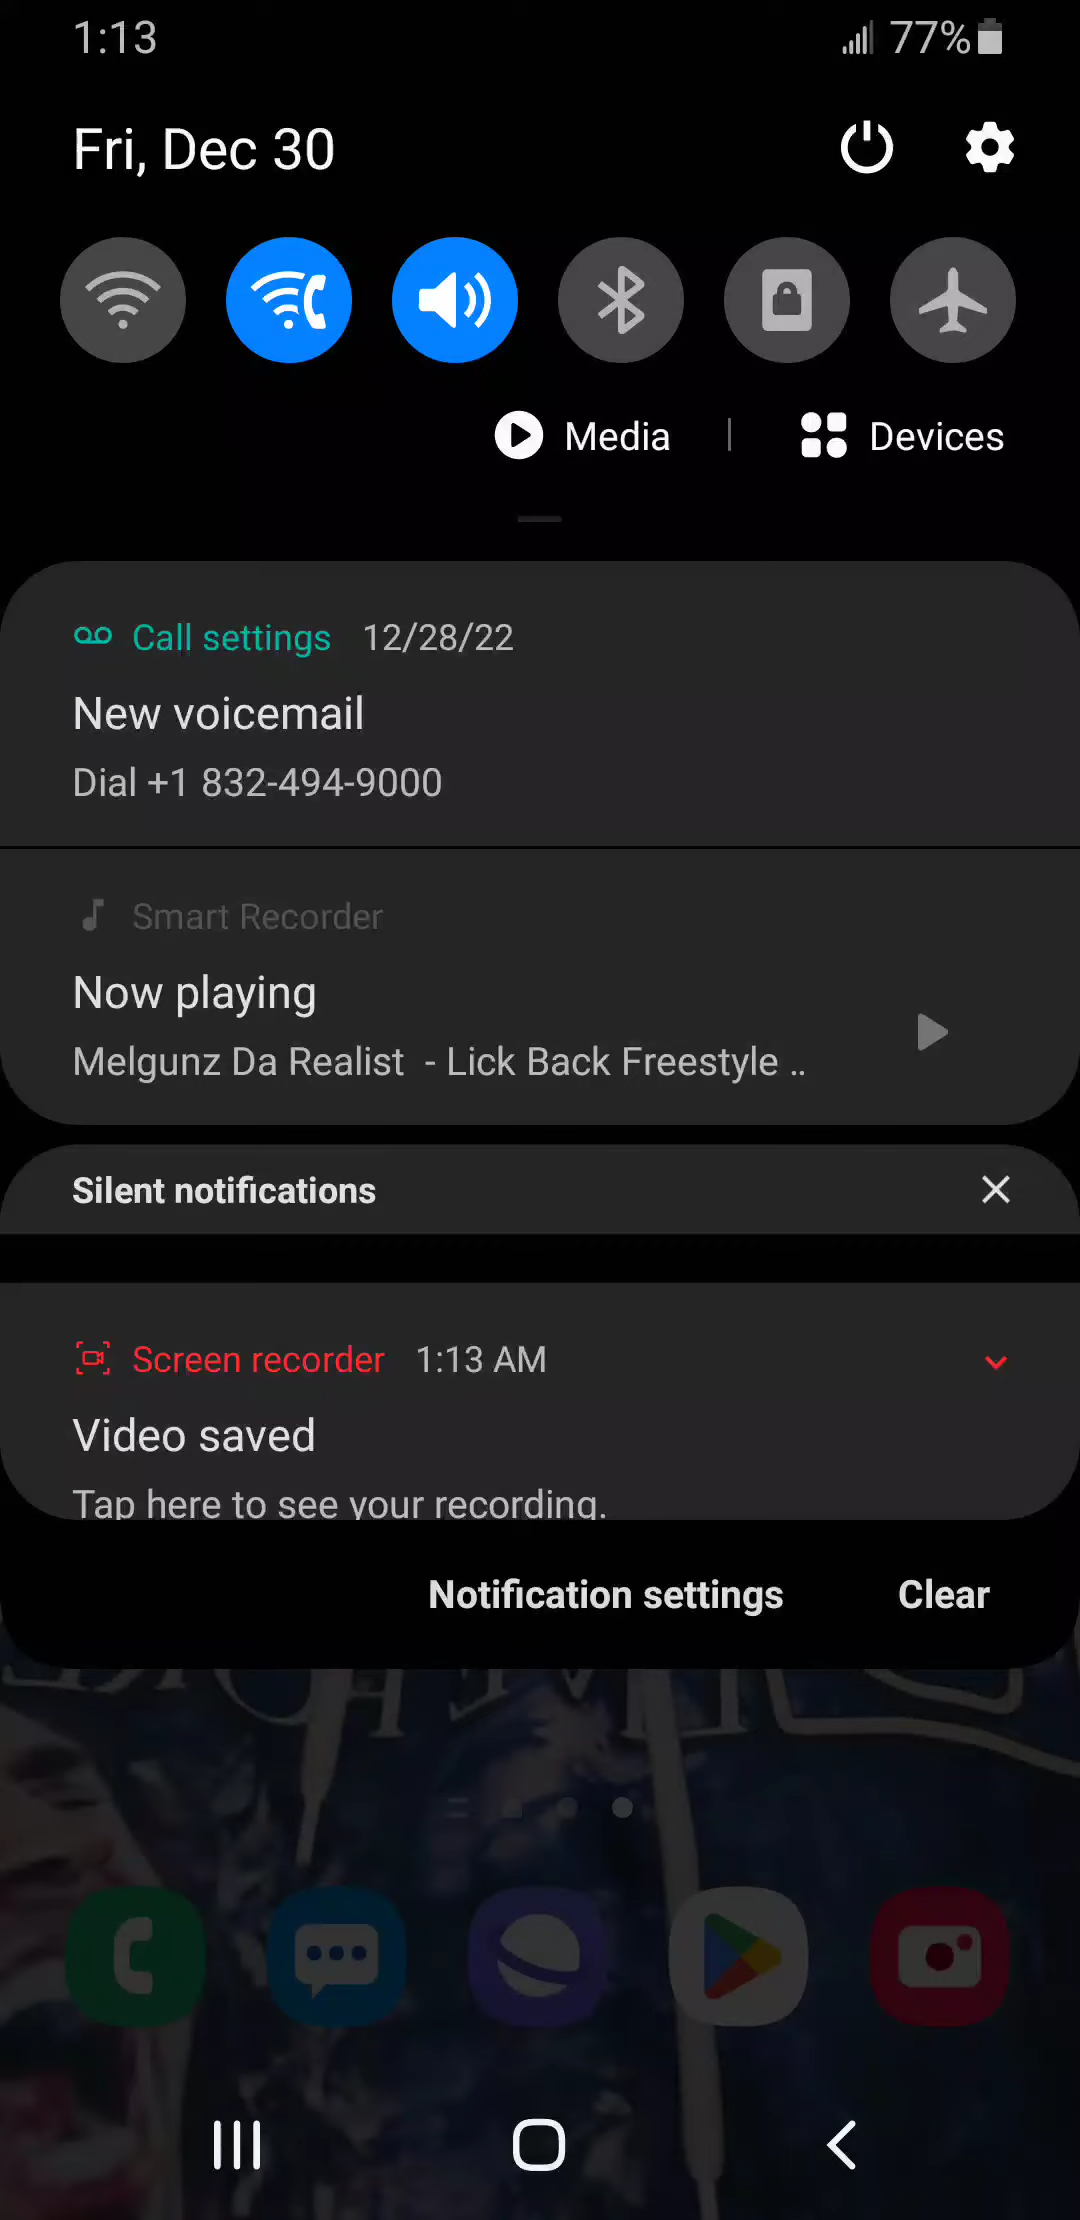 1:13
77%
Fri, Dec 30
Media | Devices
Call settings 12/28/22
New voicemail
Dial +1 832-494-9000
Smart Recorder
Now playing
Melgunz Da Realist - Lick Back Freestyle ..
Silent notifications
Screen recorder 1:13 AM
Video saved
Tap here to see your recording.
Notification settings
Clear